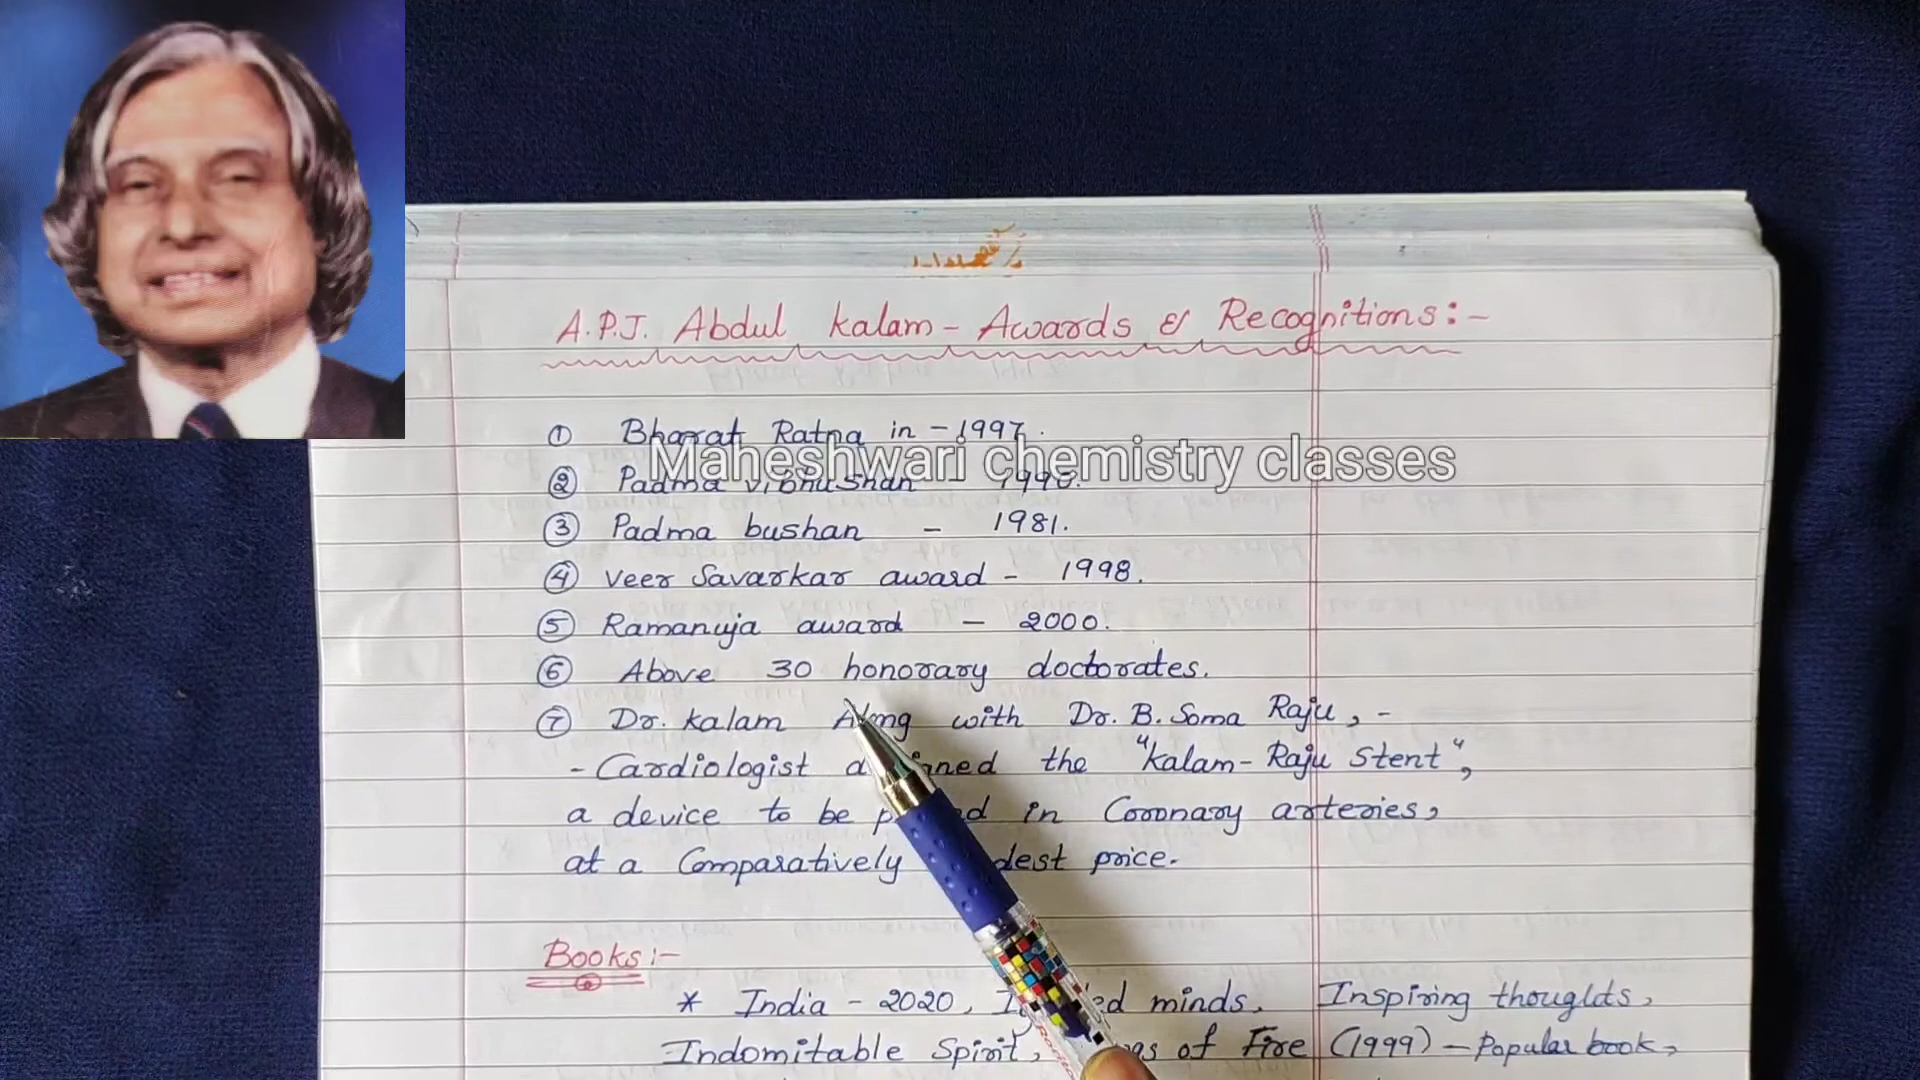 A.P.J. Abdul Kalam - Awards & Recognitions:-
① Bharat Ratna in - 1997.
Maheshwari chemistry classes
② Padma vibhushan - 1990.
③ Padma bushan - 1981.
④ Veer Savarkar award - 1998.
⑤ Ramanuja award - 2000.
⑥ Above 30 honorary doctorates.
⑦ Dr. Kalam Along with Dr. B. Soma Raju, -
- Cardiologist the "Kalam-Raju Stent",
a device to be in Coronary arteries,
at a Comparatively price.
Books:-
* India - 2020, minds, Inspiring thoughts,
Indomitable Spirit, of Fire (1999) - Popular book,